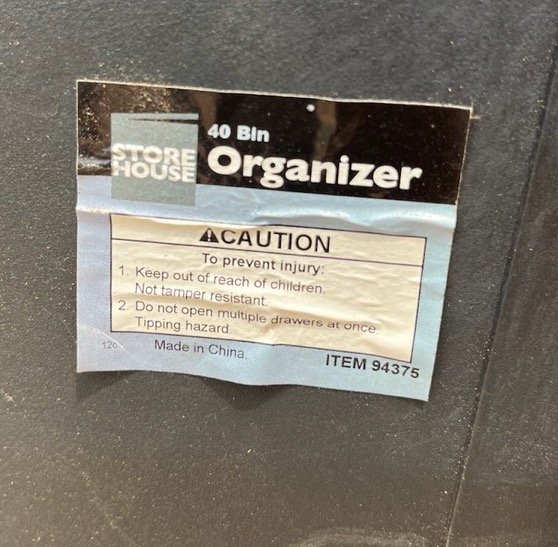 40 Bin
STORE HOUSE
Organizer
⚠CAUTION
To prevent injury:
1. Keep out of reach of children.
Not tamper resistant.
2. Do not open multiple drawers at once.
Tipping hazard.
Made in China.
ITEM 94375